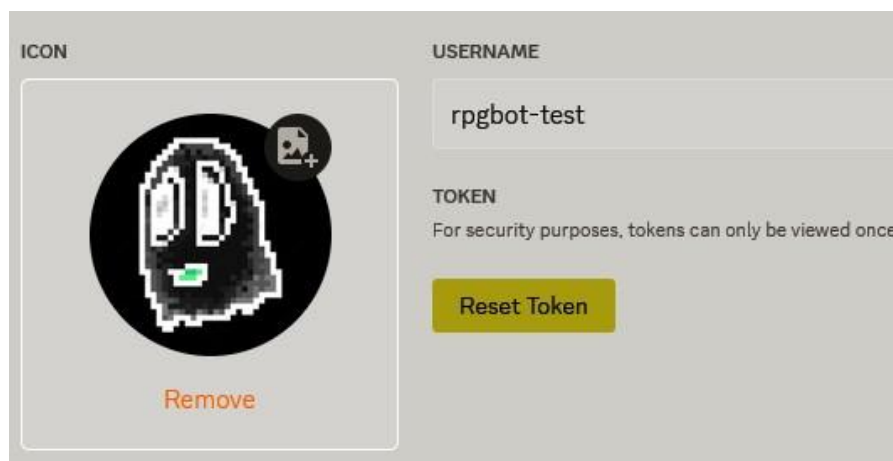 ICON
Remove
USERNAME
rpgbot-test
TOKEN
For security purposes, tokens can only be viewed once
Reset Token